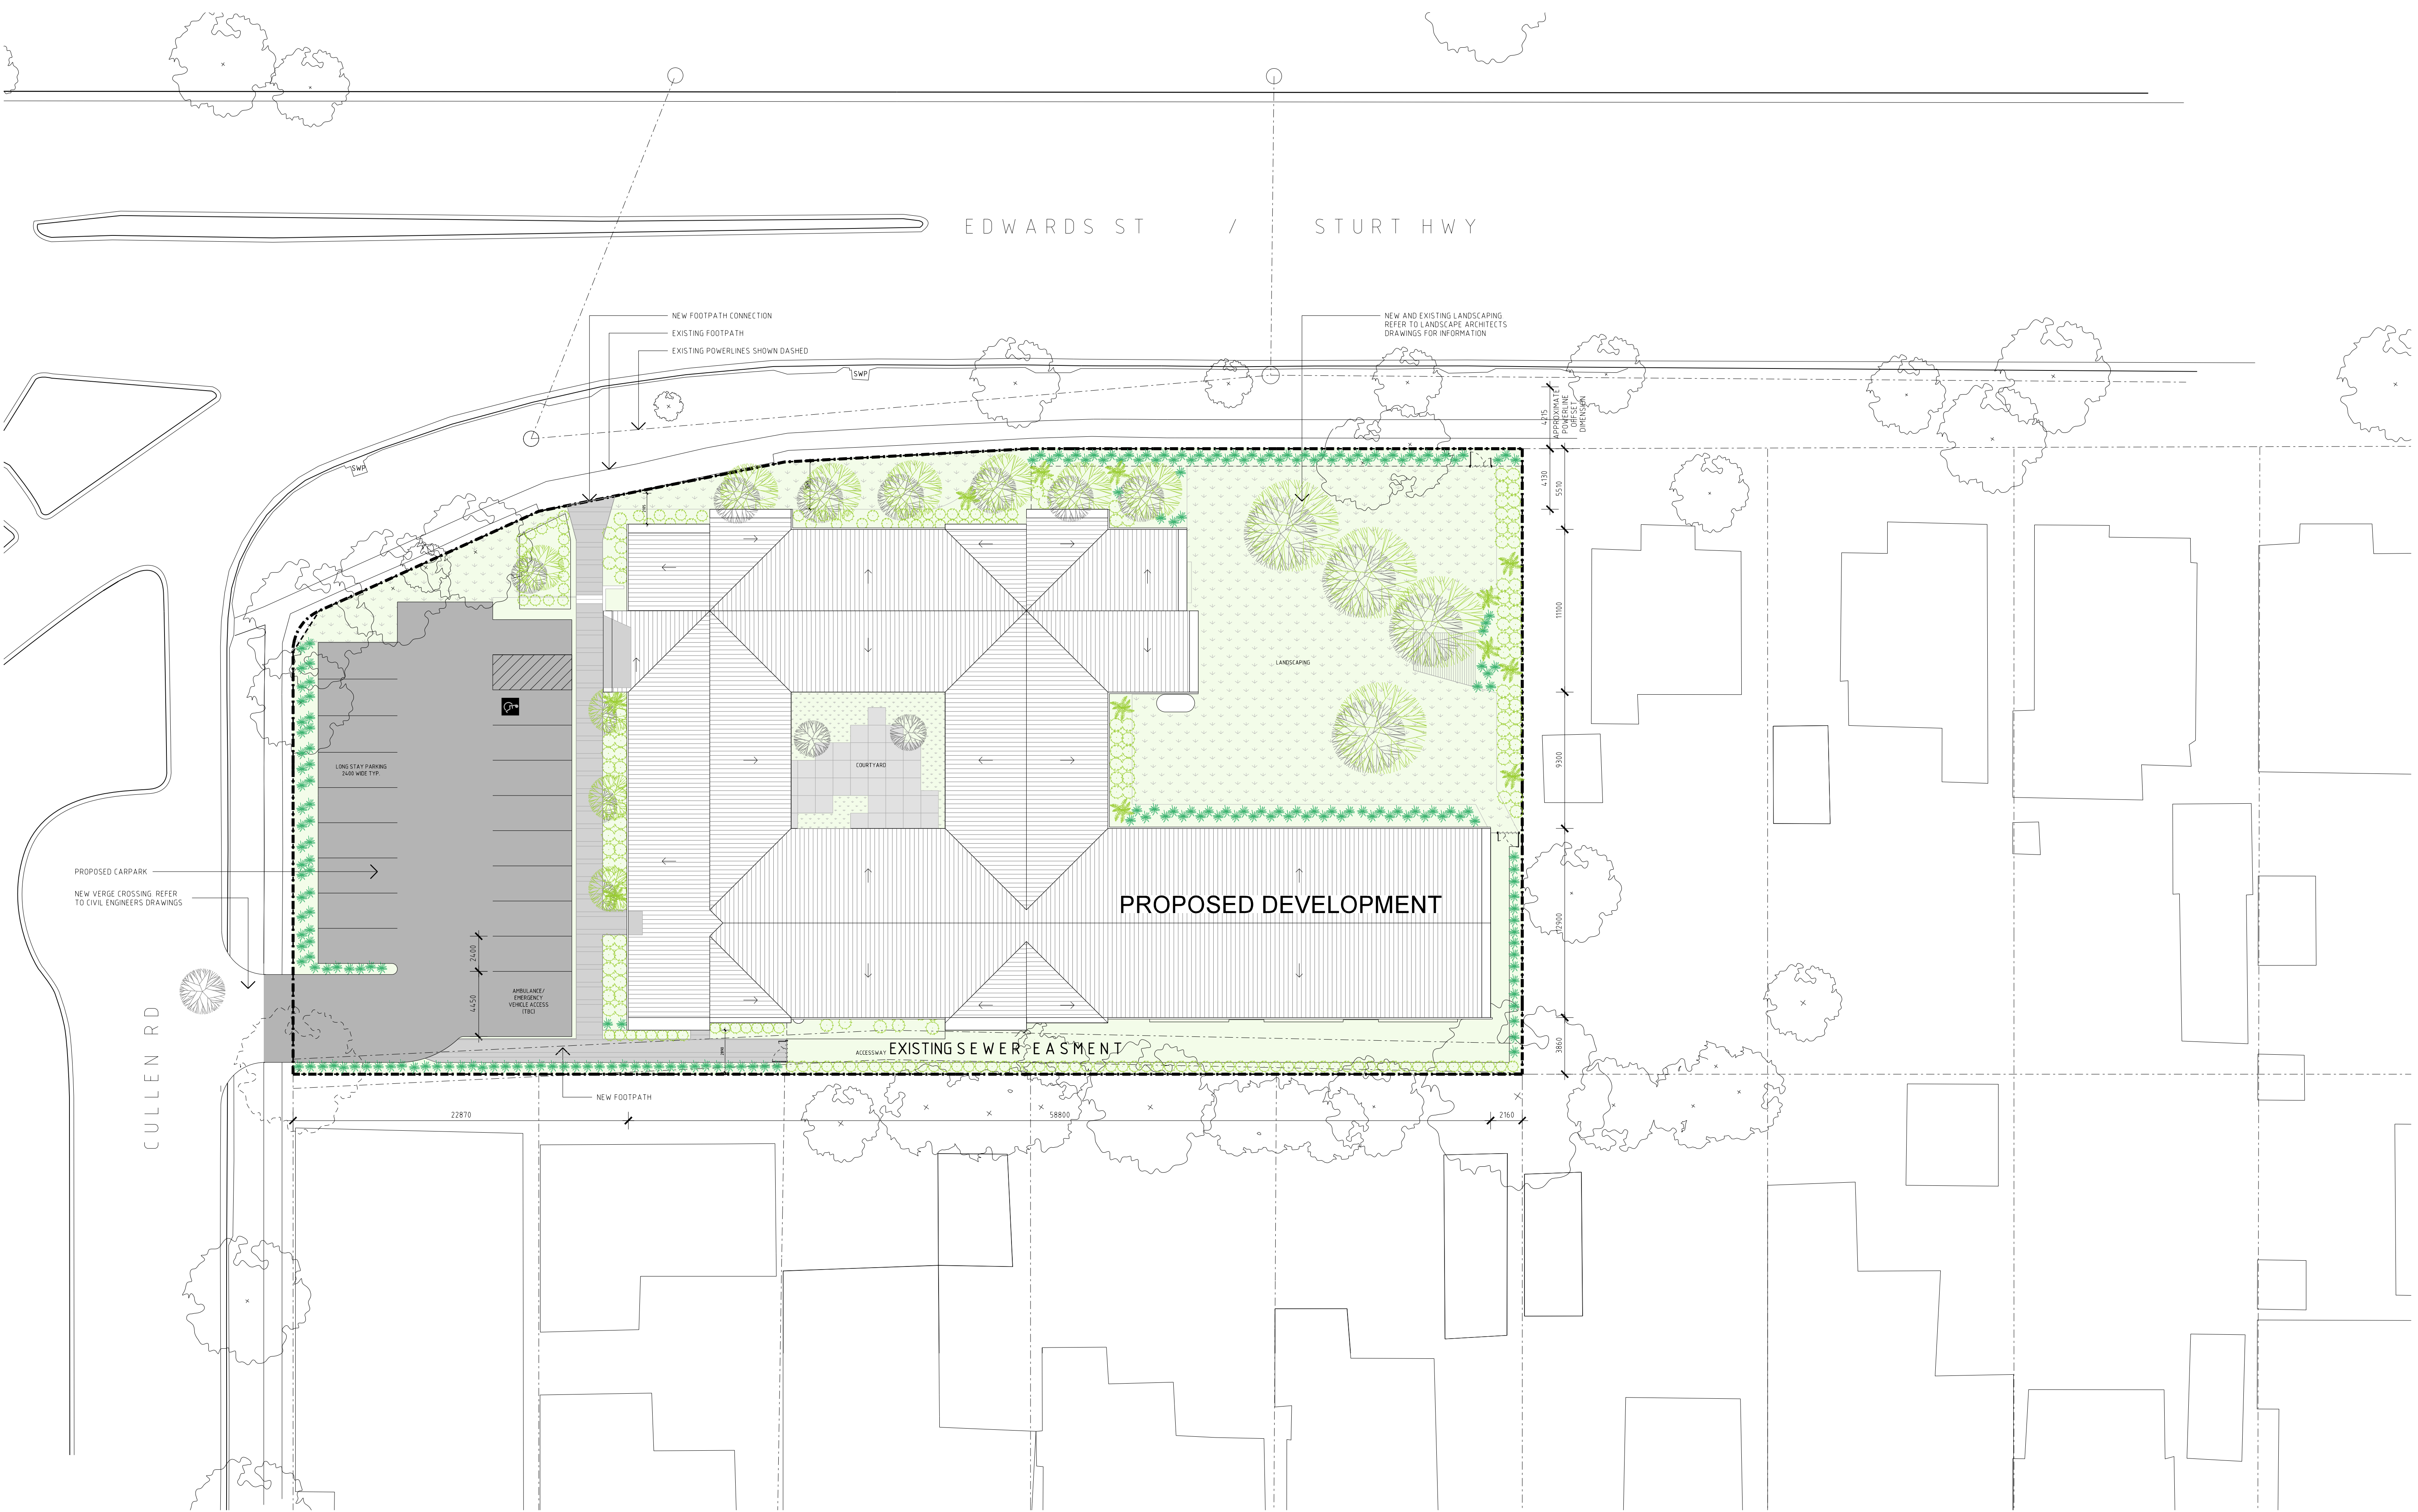 EDWARDS ST / STURT HWY
NEW FOOTPATH CONNECTION
EXISTING FOOTPATH
EXISTING POWERLINES SHOWN DASHED
NEW AND EXISTING LANDSCAPING.
REFER TO LANDSCAPE ARCHITECTS
DRAWINGS FOR INFORMATION
SWP
SWP
4215
APPROXIMATET
POWERLINE
OFFSET
DIMENSION
4130
5530
11100
9300
12900
3860
LANDSCAPING
COURTYARD
LONG STAY PARKING
2400 WIDE TYP.
PROPOSED CARPARK
NEW VERGE CROSSING. REFER
TO CIVIL ENGINEERS DRAWINGS
PROPOSED DEVELOPMENT
2400
4450
AMBULANCE/
EMERGENCY
VEHICLE ACCESS
(TBC)
CULLEN RD
ACCESSWAY
EXISTING SEWER EASMENT
NEW FOOTPATH
22870
58800
2160